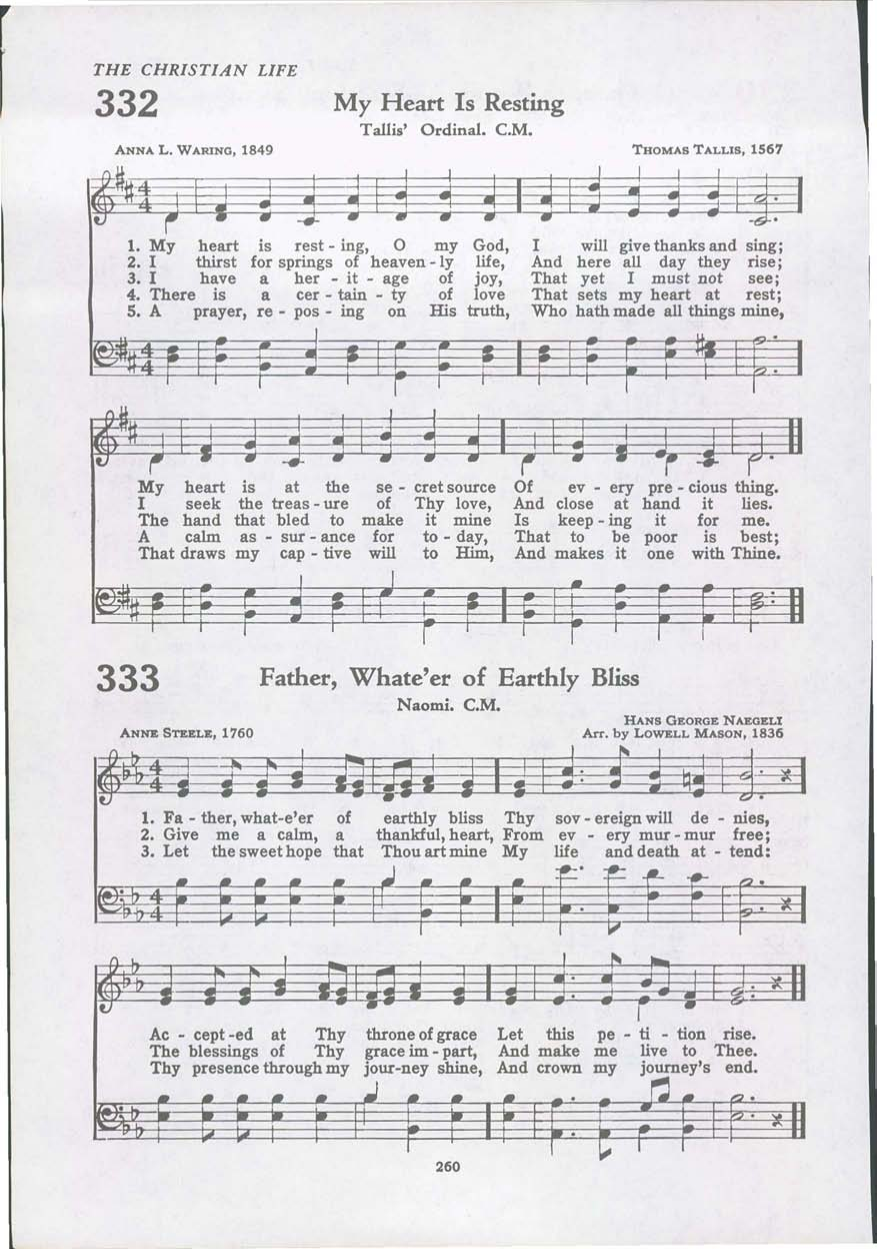 THE CHRISTIAN LIFE
332 My Heart Is Resting
Tallis' Ordinal. C.M.
ANNA L. WARING, 1849 THOMAS TALLIS, 1567
1. My heart is rest - ing, O my God, I will give thanks and sing;
2. I thirst for springs of heaven - ly life, And here all day they rise;
3. I have a her - it - age of joy, That yet I must not see;
4. There is a cer - tain - ty of love That sets my heart at rest;
5. A prayer, re - pos - ing on His truth, Who hath made all things mine,
My heart is at the se - cret source Of ev - ery pre - cious thing.
I seek the treas - ure of Thy love, And close at hand it lies.
The hand that bled to make it mine Is keep - ing it for me.
A calm as - sur - ance for to - day, That to be poor is best;
That draws my cap - tive will to Him, And makes it one with Thine.
333 Father, Whate'er of Earthly Bliss
Naomi. C.M.
HANS GEORGE NAEGELI
ANNE STEELE, 1760 Arr. by LOWELL MASON, 1836
1. Fa - ther, what-e'er of earthly bliss Thy sov - ereign will de - nies,
2. Give me a calm, a thankful, heart, From ev - ery mur - mur free;
3. Let the sweet hope that Thou art mine My life and death at - tend:
Ac - cept - ed at Thy throne of grace Let this pe - ti - tion rise.
The blessings of Thy grace im - part, And make me live to Thee.
Thy presence through my jour-ney shine, And crown my journey's end.
260